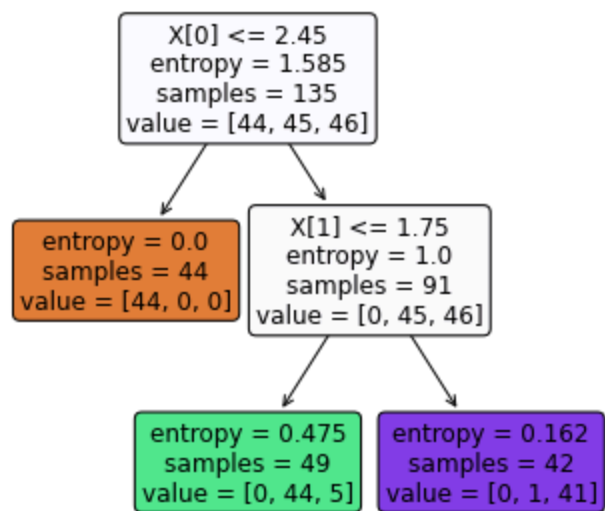 X[0] <= 2.45
entropy = 1.585
samples = 135
value = [44, 45, 46]
entropy = 0.0
samples = 44
value = [44, 0, 0]
X[1] <= 1.75
entropy = 1.0
samples = 91
value = [0, 45, 46]
entropy = 0.475
samples = 49
value = [0, 44, 5]
entropy = 0.162
samples = 42
value = [0, 1, 41]